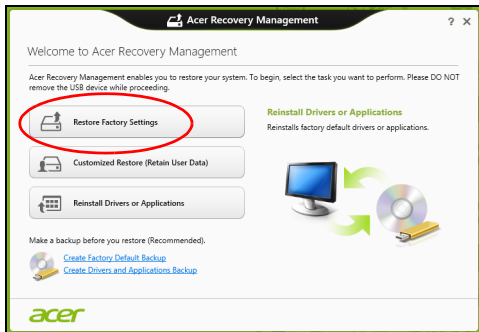 Acer Recovery Management
? X
Welcome to Acer Recovery Management
Acer Recovery Management enables you to restore your system. To begin, select the task you want to perform. Please DO NOT
remove the USB device while proceeding.
Restore Factory Settings
Customized Restore (Retain User Data)
Reinstall Drivers or Applications
Reinstall Drivers or Applications
Reinstalls factory default drivers or applications.
Make a backup before you restore (Recommended).
Create Factory Default Backup
Create Drivers and Applications Backup
acer